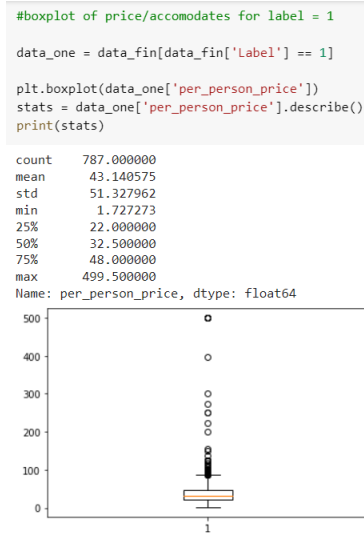 #boxplot of price/accomodates for label = 1
data_one = data_fin[data_fin['Label'] == 1]
plt.boxplot(data_one['per_person_price'])
stats = data_one['per_person_price'].describe()
print(stats)
count    787.000000
mean      43.140575
std       51.327962
min        1.727273
25%       22.000000
50%       32.500000
75%       48.000000
max      499.500000
Name: per_person_price, dtype: float64
500
400
300
200
100
0
1